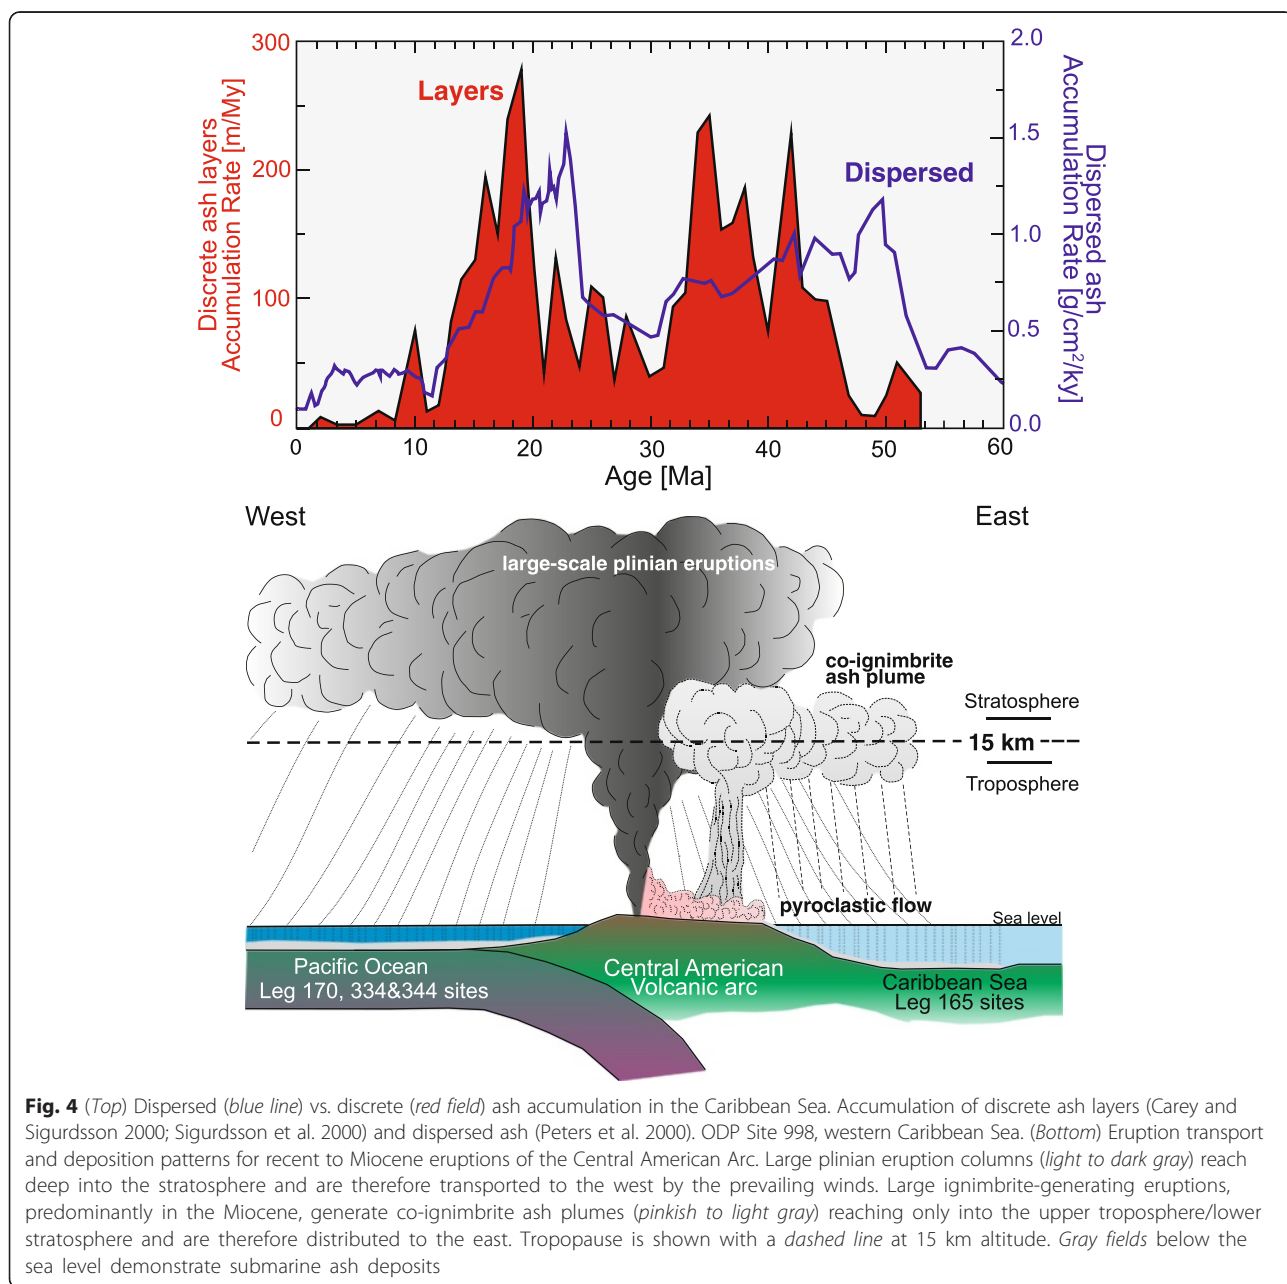 300
200
100
0
Discrete ash layers
Accumulation Rate [m/My]
Layers
Dispersed
2.0
1.5
1.0
0.5
0.0
Dispersed ash
Accumulation Rate [g/cm²/ky]
0 10 20 30 40 50 60
Age [Ma]
West
East
large-scale plinian eruptions
co-ignimbrite
ash plume
Stratosphere
15 km
Troposphere
pyroclastic flow
Sea level
Pacific Ocean
Leg 170, 334&344 sites
Central American
Volcanic arc
Caribbean Sea
Leg 165 sites
Fig. 4 (Top) Dispersed (blue line) vs. discrete (red field) ash accumulation in the Caribbean Sea. Accumulation of discrete ash layers (Carey and
Sigurdsson 2000; Sigurdsson et al. 2000) and dispersed ash (Peters et al. 2000). ODP Site 998, western Caribbean Sea. (Bottom) Eruption transport
and deposition patterns for recent to Miocene eruptions of the Central American Arc. Large plinian eruption columns (light to dark gray) reach
deep into the stratosphere and are therefore transported to the west by the prevailing winds. Large ignimbrite-generating eruptions,
predominantly in the Miocene, generate co-ignimbrite ash plumes (pinkish to light gray) reaching only into the upper troposphere/lower
stratosphere and are therefore distributed to the east. Tropopause is shown with a dashed line at 15 km altitude. Gray fields below the
sea level demonstrate submarine ash deposits